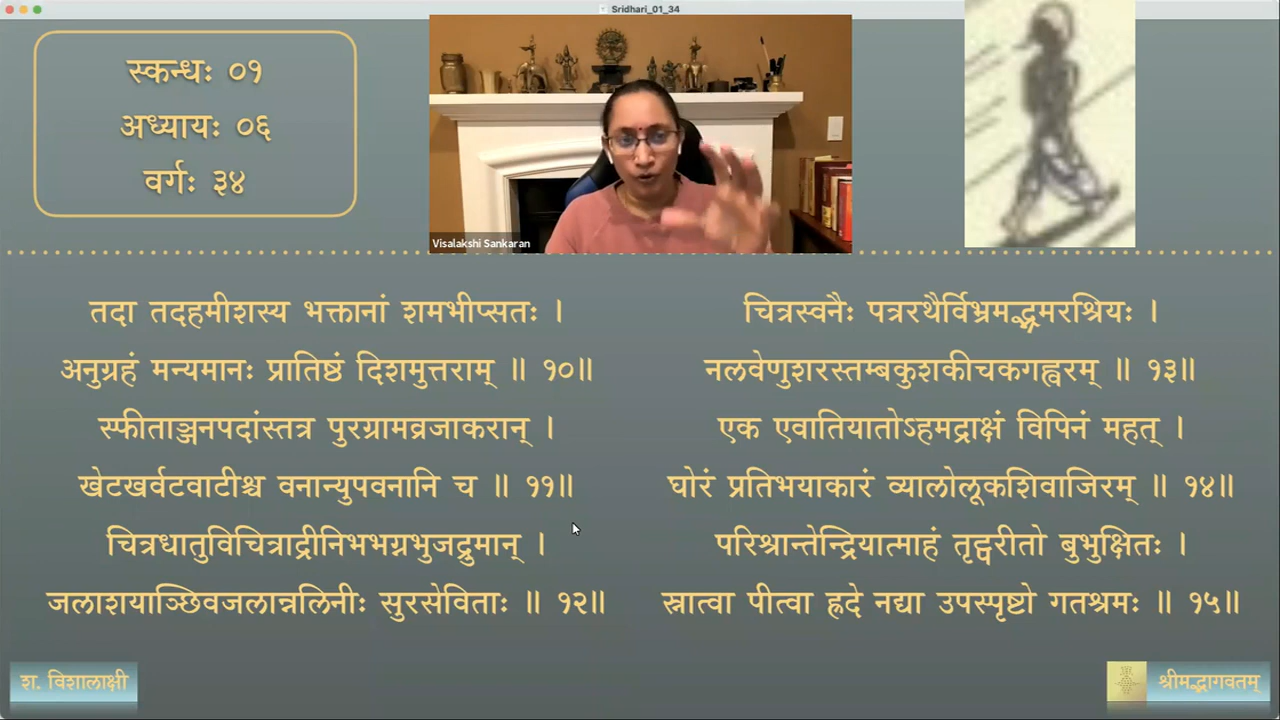 Sridhari_01_34
स्कन्धः ०१
अध्यायः ०६
वर्गः ३४
Visalakshi Sankaran
तदा तदहमीशस्य भक्तानां शमभीप्सतः ।
अनुग्रहं मन्यमानः प्रातिष्ठं दिशमुत्तराम् ॥ १०॥
स्फीताञ्जनपदांस्तत्र पुरग्रामव्रजाकरान् ।
खेटखर्वटवाटीश्च वनान्युपवनानि च ॥ ११॥
चित्रधातुविचित्राद्रीनिभभग्नभुजद्रुमान् ।
जलाशयाञ्छिवजलान्नलिनीः सुरसेविताः ॥ १२॥
चित्रस्वनैः पत्ररथैर्विभ्रमद्भ्रमरश्रियः ।
नलवेणुशरस्तम्बकुशकीचकगह्वरम् ॥ १३॥
एक एवातियातोऽहमद्राक्षं विपिनं महत् ।
घोरं प्रतिभयाकारं व्यालोलूकशिवाजिरम् ॥ १४॥
परिश्रान्तेन्द्रियात्माहं तृट्परीतो बुभुक्षितः ।
स्नात्वा पीत्वा ह्रदे नद्या उपस्पृष्टो गतश्रमः ॥ १५॥
श. विशालाक्षी
श्रीमद्भागवतम्